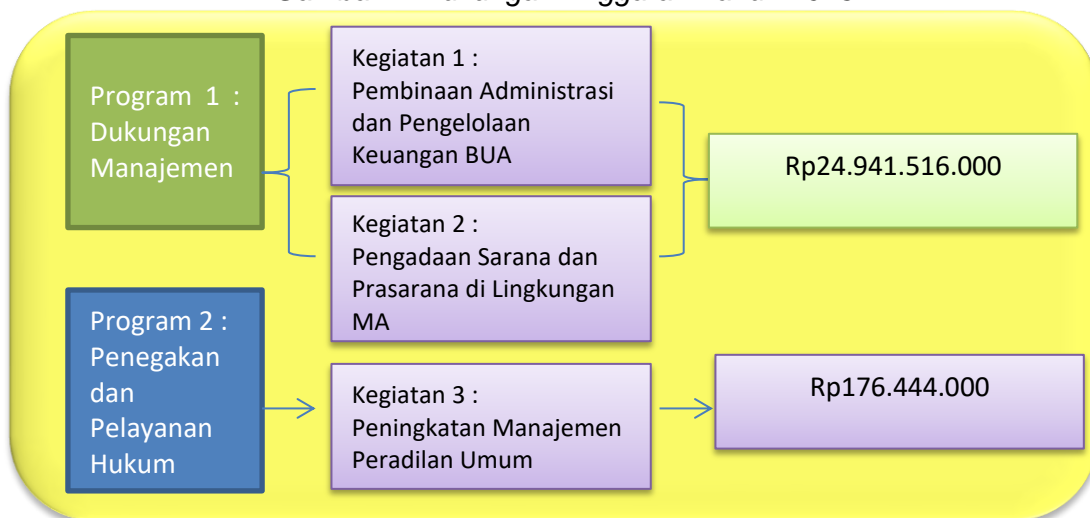 Program 1 :
Dukungan
Manajemen
Kegiatan 1 :
Pembinaan Administrasi
dan Pengelolaan
Keuangan BUA
Kegiatan 2 :
Pengadaan Sarana dan
Prasarana di Lingkungan
MA
Rp24.941.516.000
Program 2 :
Penegakan
dan
Pelayanan
Hukum
Kegiatan 3 :
Peningkatan Manajemen
Peradilan Umum
Rp176.444.000